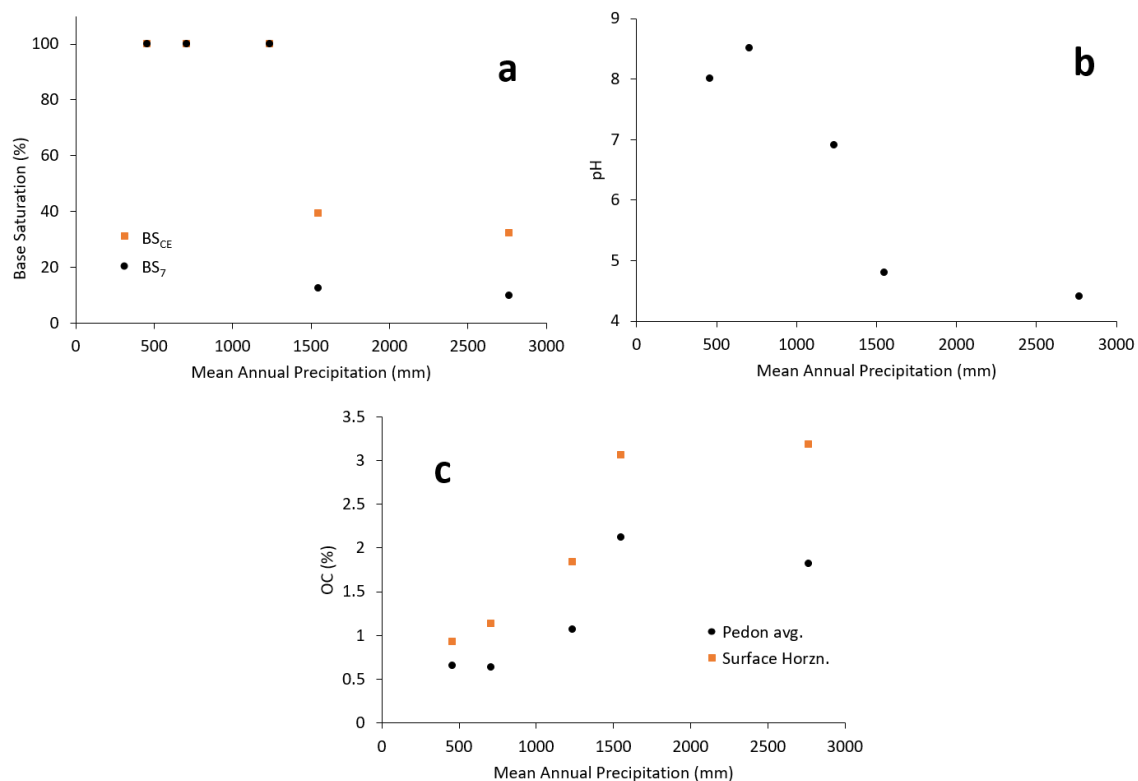 a
Base Saturation (%)
100
80
60
40
20
0
BSCE
BS7
0 500 1000 1500 2000 2500 3000
Mean Annual Precipitation (mm)
b
pH
9
8
7
6
5
4
0 500 1000 1500 2000 2500 3000
Mean Annual Precipitation (mm)
c
OC (%)
3.5
3
2.5
2
1.5
1
0.5
0
Pedon avg.
Surface Horzn.
0 500 1000 1500 2000 2500 3000
Mean Annual Precipitation (mm)